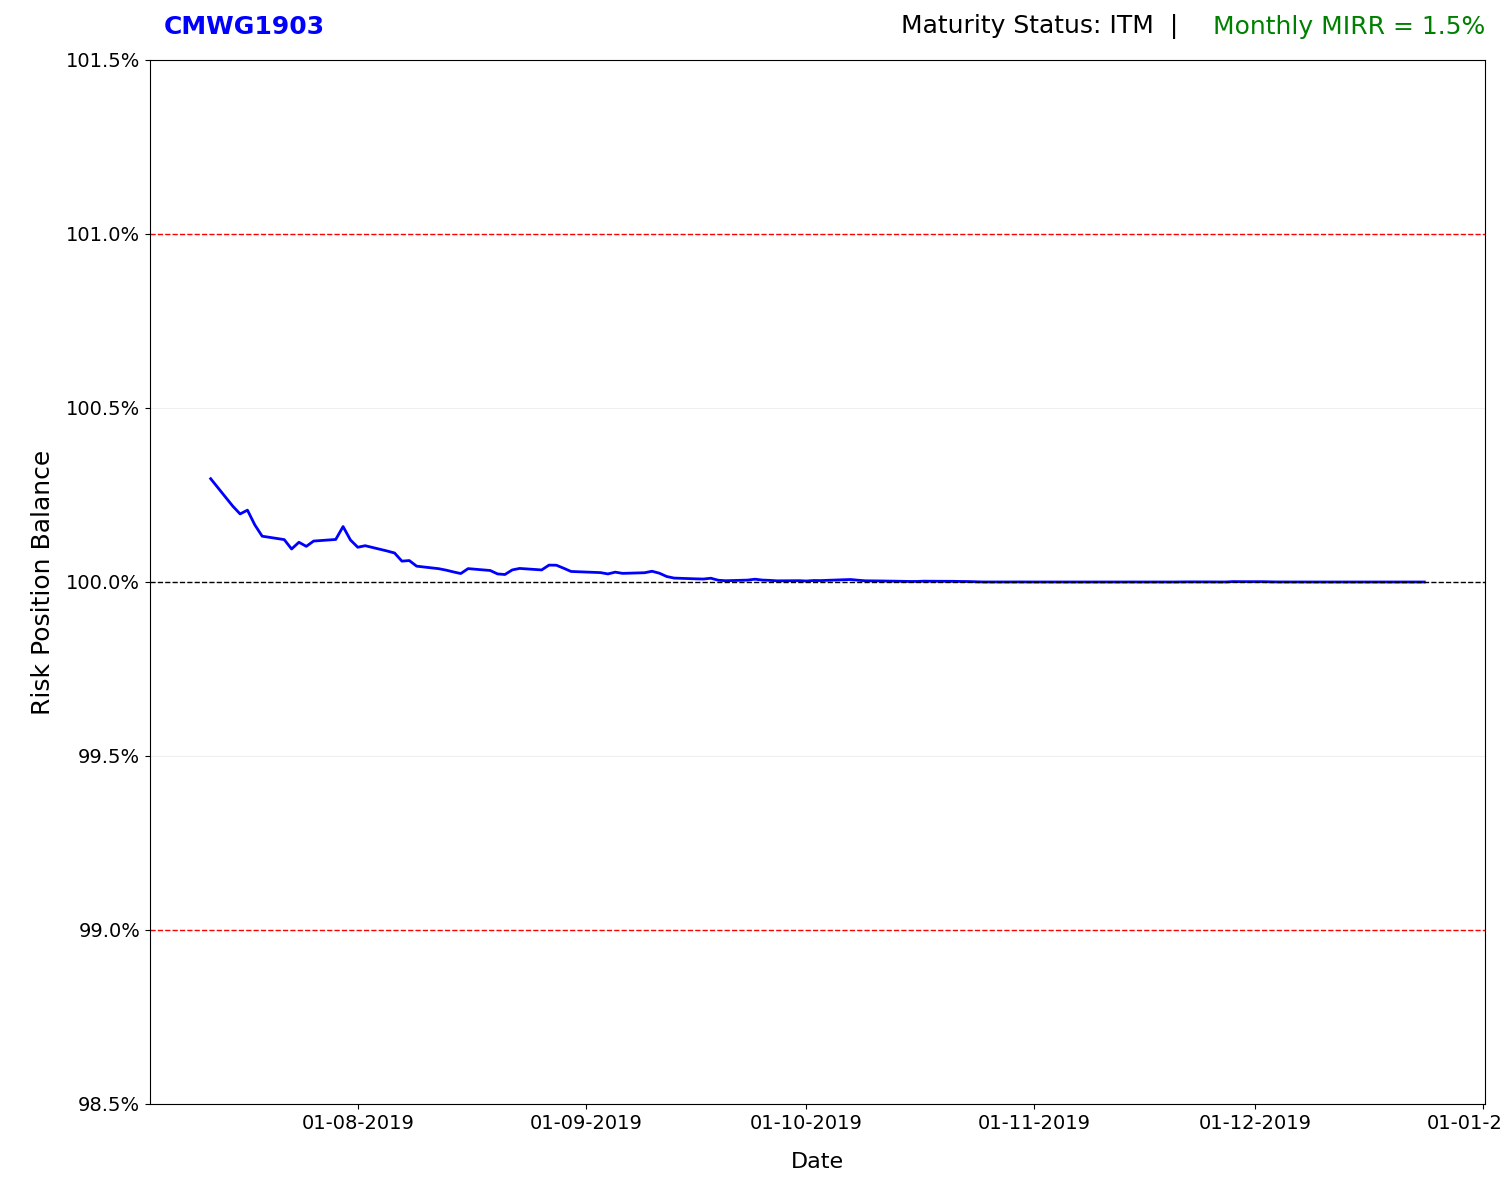 CMWG1903 Maturity Status: ITM | Monthly MIRR = 1.5%
101.5%
101.0%
100.5%
100.0%
99.5%
99.0%
98.5%
Risk Position Balance
01-08-2019 01-09-2019 01-10-2019 01-11-2019 01-12-2019 01-01-2
Date